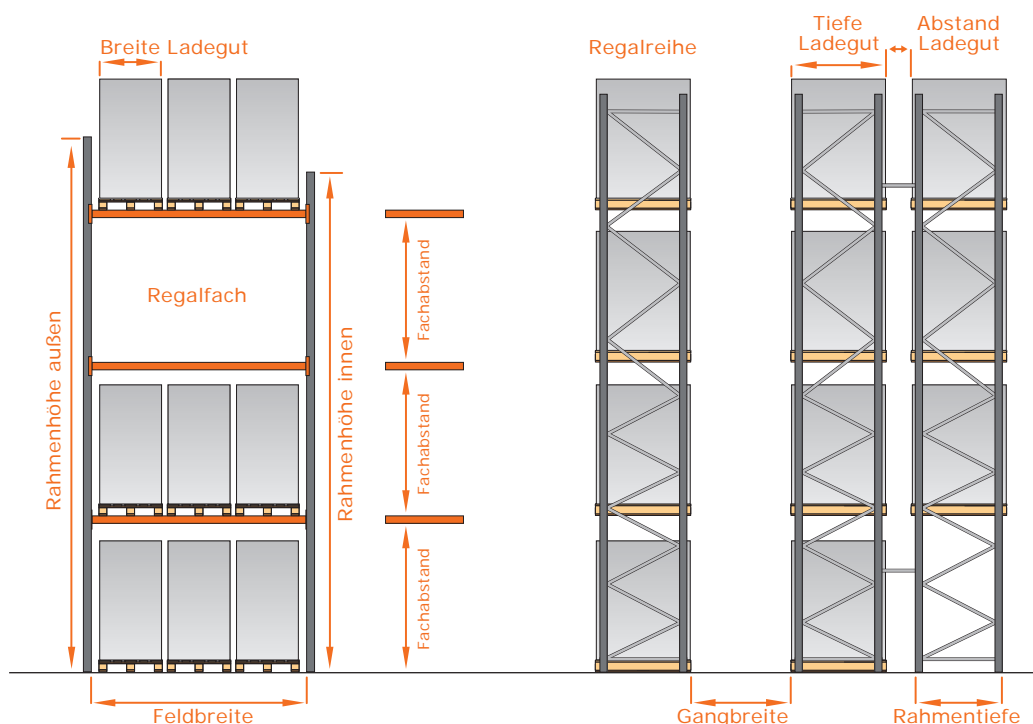 Breite Ladegut
Regalreihe
Tiefe
Ladegut
Abstand
Ladegut
Rahmenhöhe außen
Regalfach
Rahmenhöhe innen
Fachabstand
Fachabstand
Fachabstand
Feldbreite
Gangbreite
Rahmentiefe